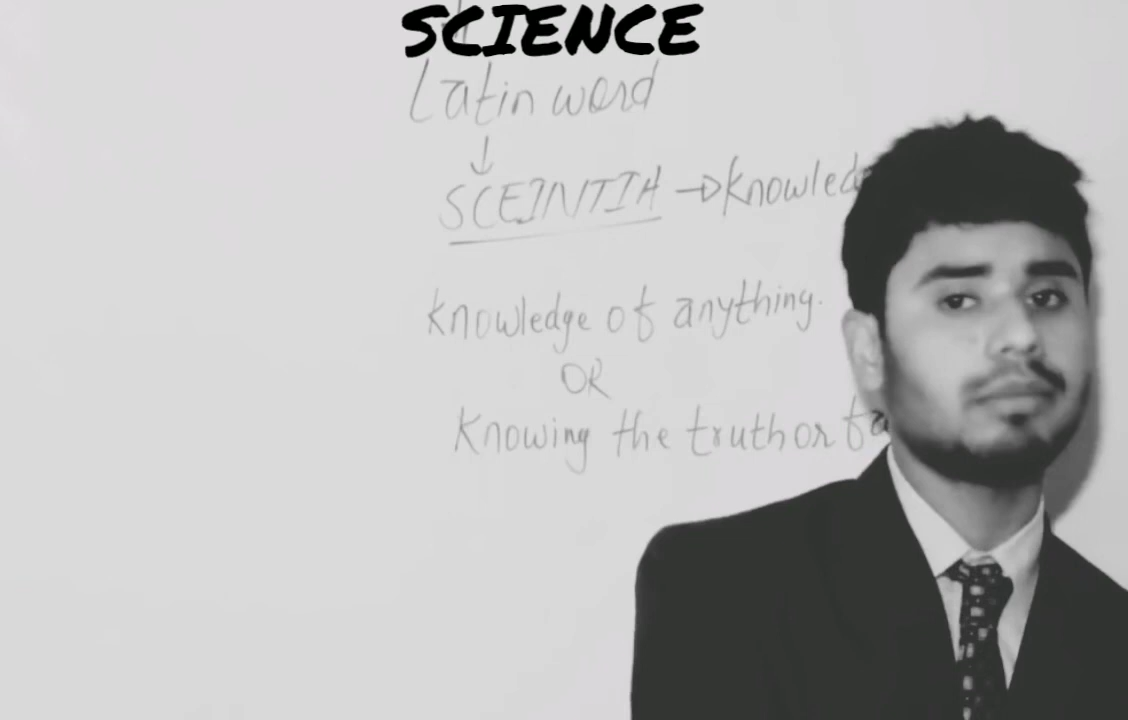 SCIENCE
Latin word
↓
SCEINTIA → knowled
knowledge of anything.
OR
Knowing the truth or fa